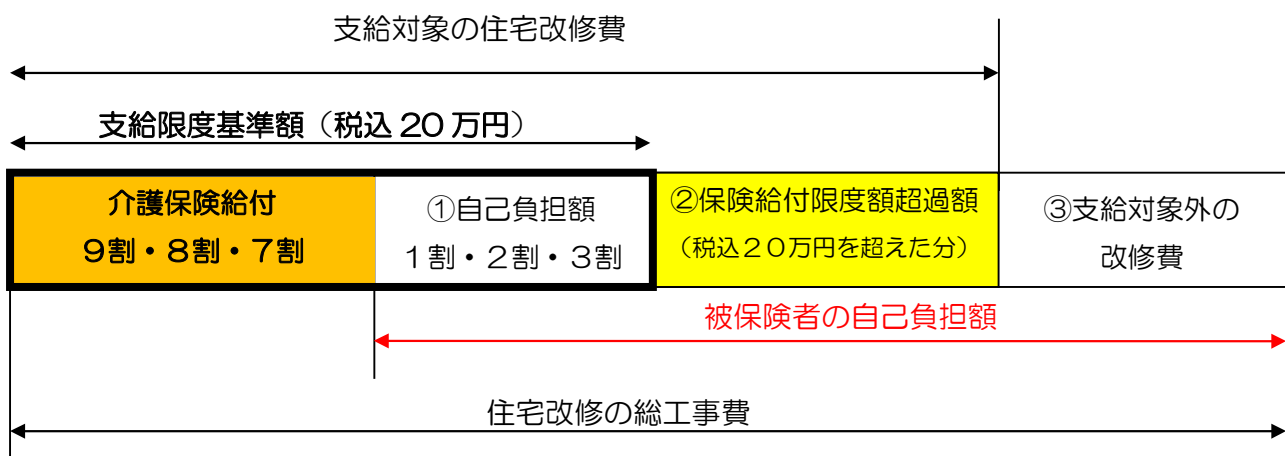 支給対象の住宅改修費
支給限度基準額（税込20万円）
介護保険給付
9割・8割・7割
①自己負担額
1割・2割・3割
②保険給付限度額超過額
（税込２０万円を超えた分）
③支給対象外の
改修費
被保険者の自己負担額
住宅改修の総工事費